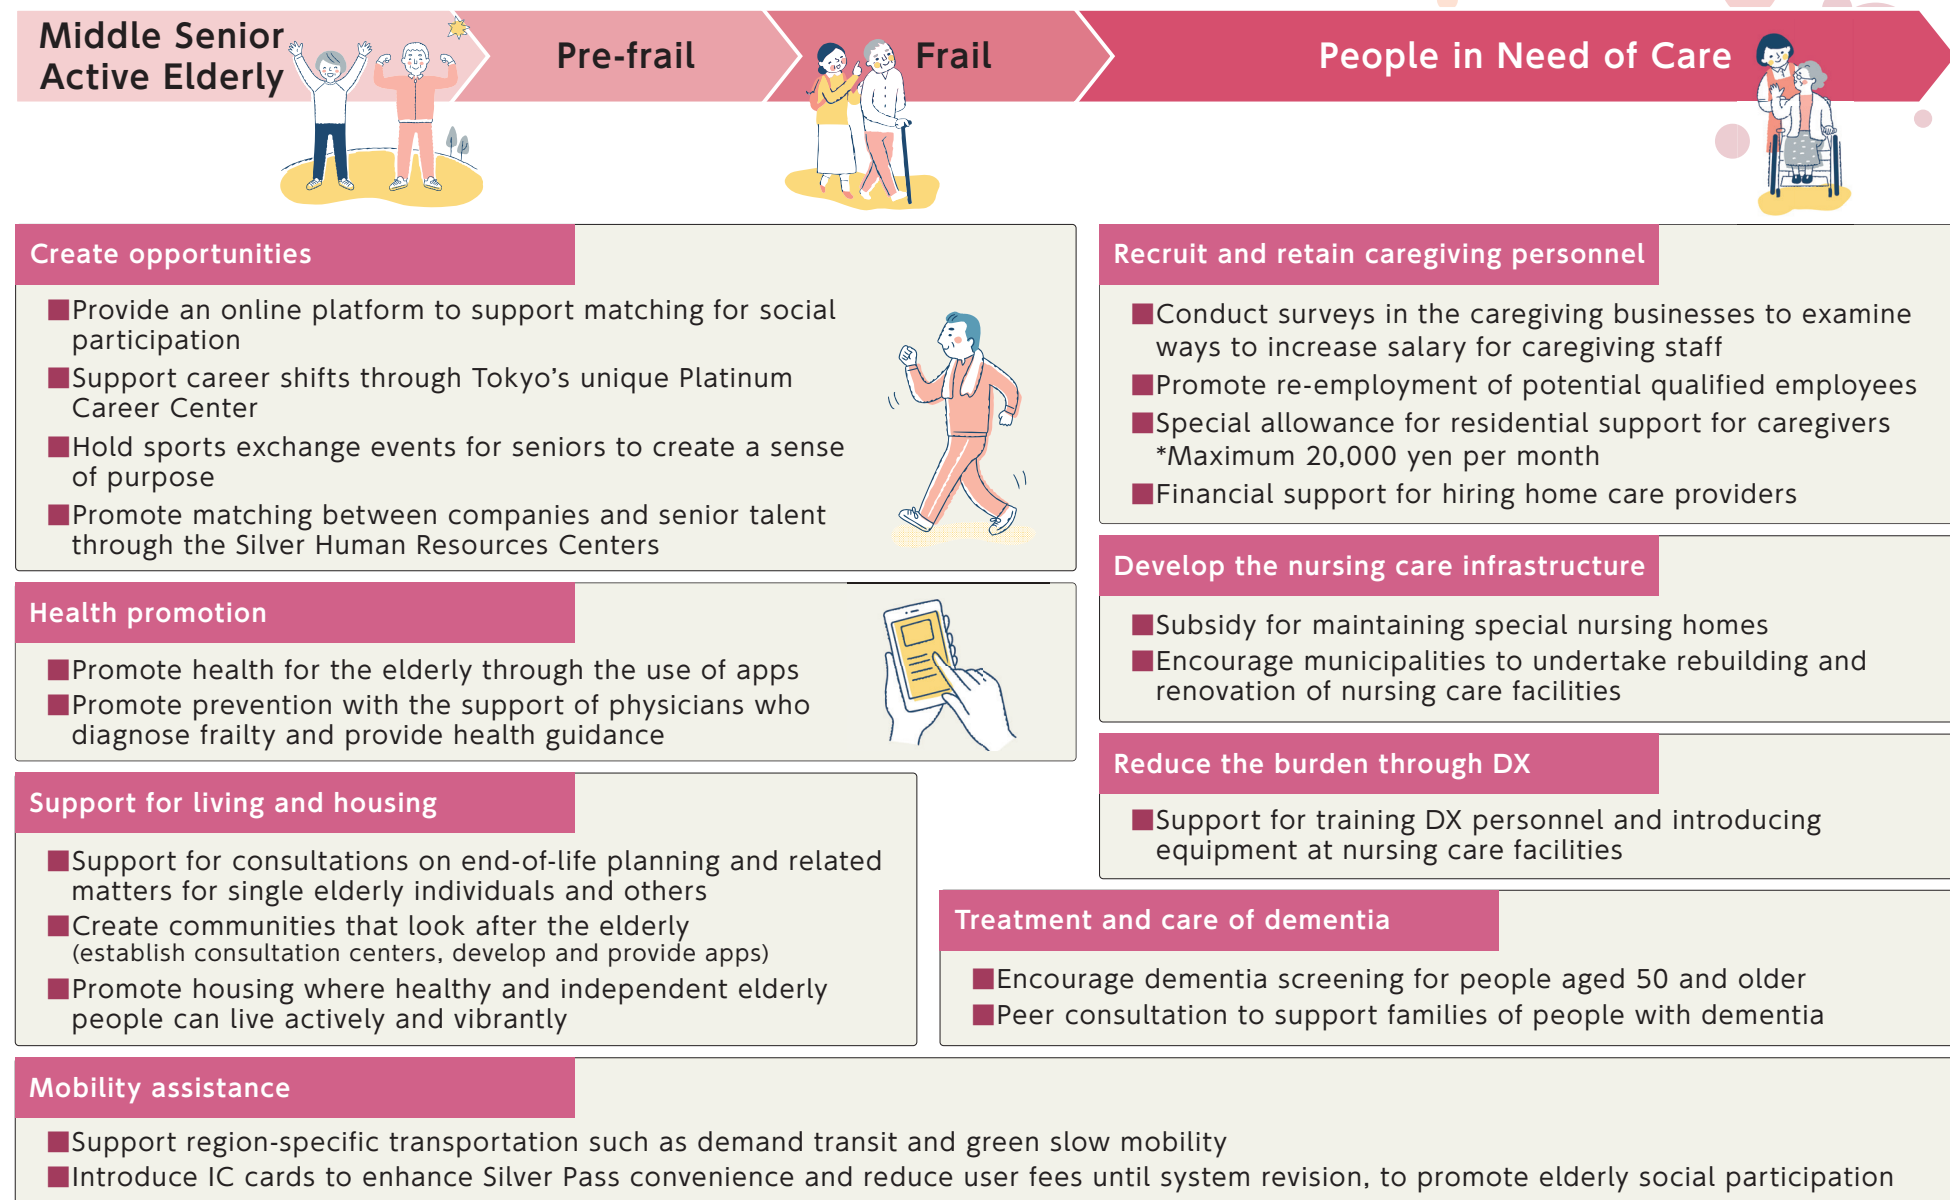 Middle Senior
Active Elderly
Pre-frail
Frail
People in Need of Care
Create opportunities
■Provide an online platform to support matching for social
participation
■Support career shifts through Tokyo’s unique Platinum
Career Center
■Hold sports exchange events for seniors to create a sense
of purpose
■Promote matching between companies and senior talent
through the Silver Human Resources Centers
Health promotion
■Promote health for the elderly through the use of apps
■Promote prevention with the support of physicians who
diagnose frailty and provide health guidance
Support for living and housing
■Support for consultations on end-of-life planning and related
matters for single elderly individuals and others
■Create communities that look after the elderly
(establish consultation centers, develop and provide apps)
■Promote housing where healthy and independent elderly
people can live actively and vibrantly
Recruit and retain caregiving personnel
■Conduct surveys in the caregiving businesses to examine
ways to increase salary for caregiving staff
■Promote re-employment of potential qualified employees
■Special allowance for residential support for caregivers
*Maximum 20,000 yen per month
■Financial support for hiring home care providers
Develop the nursing care infrastructure
■Subsidy for maintaining special nursing homes
■Encourage municipalities to undertake rebuilding and
renovation of nursing care facilities
Reduce the burden through DX
■Support for training DX personnel and introducing
equipment at nursing care facilities
Treatment and care of dementia
■Encourage dementia screening for people aged 50 and older
■Peer consultation to support families of people with dementia
Mobility assistance
■Support region-specific transportation such as demand transit and green slow mobility
■Introduce IC cards to enhance Silver Pass convenience and reduce user fees until system revision, to promote elderly social participation